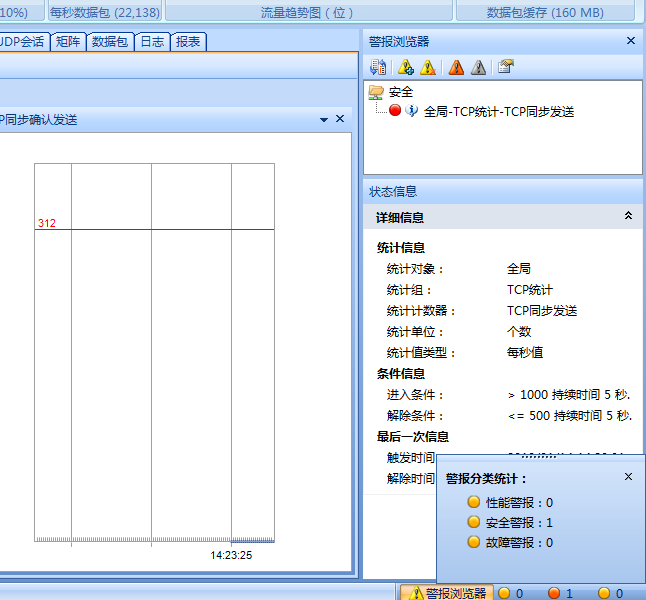 10%)
每秒数据包 (22,138)
流量趋势图（位）
数据包缓存 (160 MB)
UDP会话
矩阵
数据包
日志
报表
P同步确认发送
312
14:23:25
警报浏览器
安全
全局-TCP统计-TCP同步发送
状态信息
详细信息
统计信息
统计对象： 全局
统计组： TCP统计
统计计数器： TCP同步发送
统计单位： 个数
统计值类型： 每秒值
条件信息
进入条件： > 1000 持续时间 5 秒.
解除条件： <= 500 持续时间 5 秒.
最后一次信息
触发时间
解除时间
警报分类统计：
性能警报：0
安全警报：1
故障警报：0
警报浏览器 0 1 0